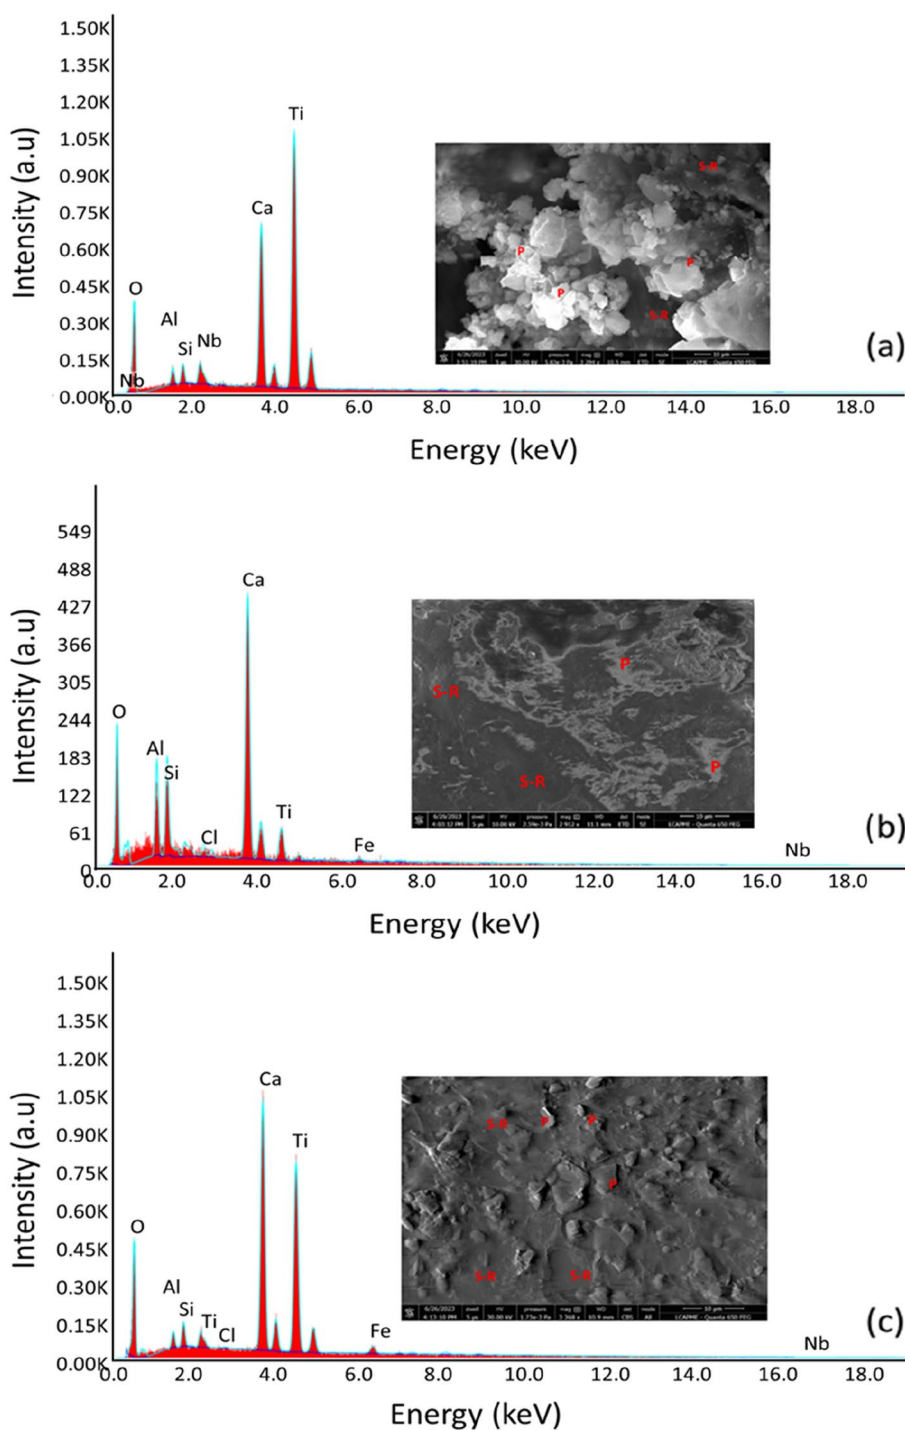 1.50K
1.35K
1.20K
1.05K
0.90K
0.75K
0.60K
0.45K
0.30K
0.15K
0.00K
Intensity (a.u)
O
Nb
Al
Si
Nb
Ca
Ti
S-R
P
P
P
S-R
(a)
0.0 2.0 4.0 6.0 8.0 10.0 12.0 14.0 16.0 18.0
Energy (keV)
549
488
427
366
305
244
183
122
61
0
Intensity (a.u)
O
Al
Si
Cl
Ca
Ti
Fe
Nb
P
S-R
P
S-R
(b)
0.0 2.0 4.0 6.0 8.0 10.0 12.0 14.0 16.0 18.0
Energy (keV)
1.50K
1.35K
1.20K
1.05K
0.90K
0.75K
0.60K
0.45K
0.30K
0.15K
0.00K
Intensity (a.u)
O
Al
Si
Ti
Cl
Ca
Ti
Fe
Nb
S-R
P
P
P
S-R
S-R
(c)
0.0 2.0 4.0 6.0 8.0 10.0 12.0 14.0 16.0 18.0
Energy (keV)